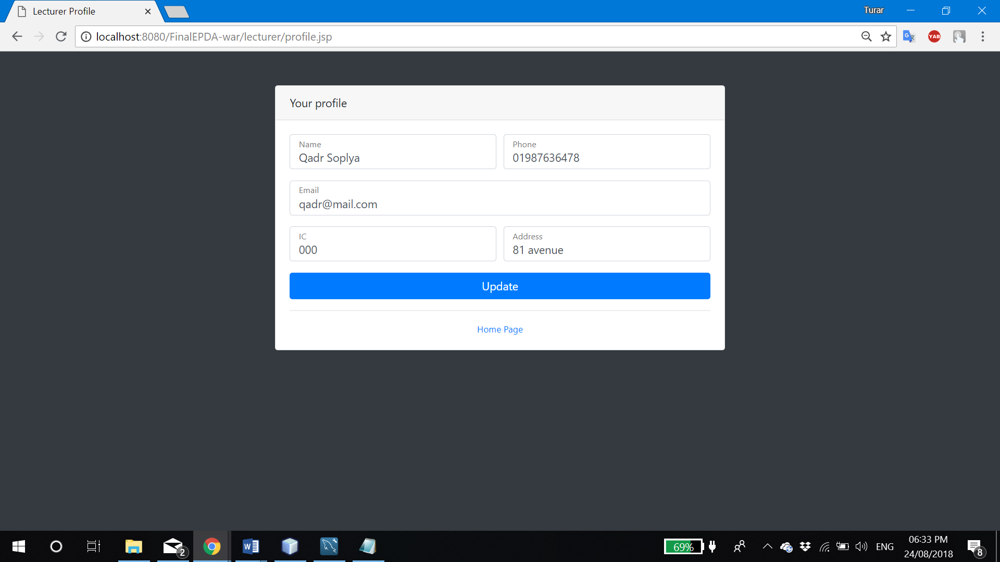 Lecturer Profile
Turar
localhost:8080/FinalEPDA-war/lecturer/profile.jsp
YAB
Your profile
Name
Qadr Soplya
Phone
01987636478
Email
qadr@mail.com
IC
000
Address
81 avenue
Update
Home Page
2
69%
ENG
06:33 PM
24/08/2018
8